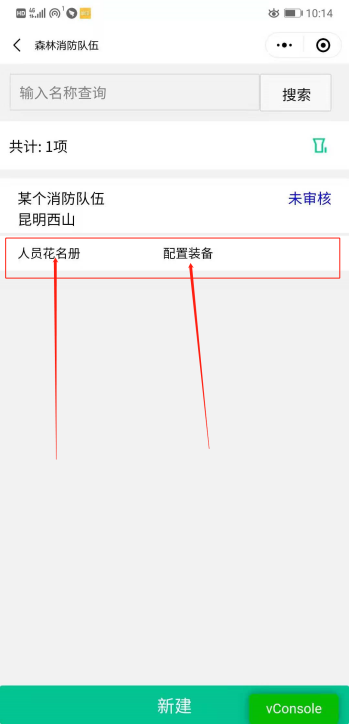 10:14
森林消防队伍
输入名称查询
搜索
共计: 1项
某个消防队伍
未审核
昆明西山
人员花名册
配置装备
新建
vConsole